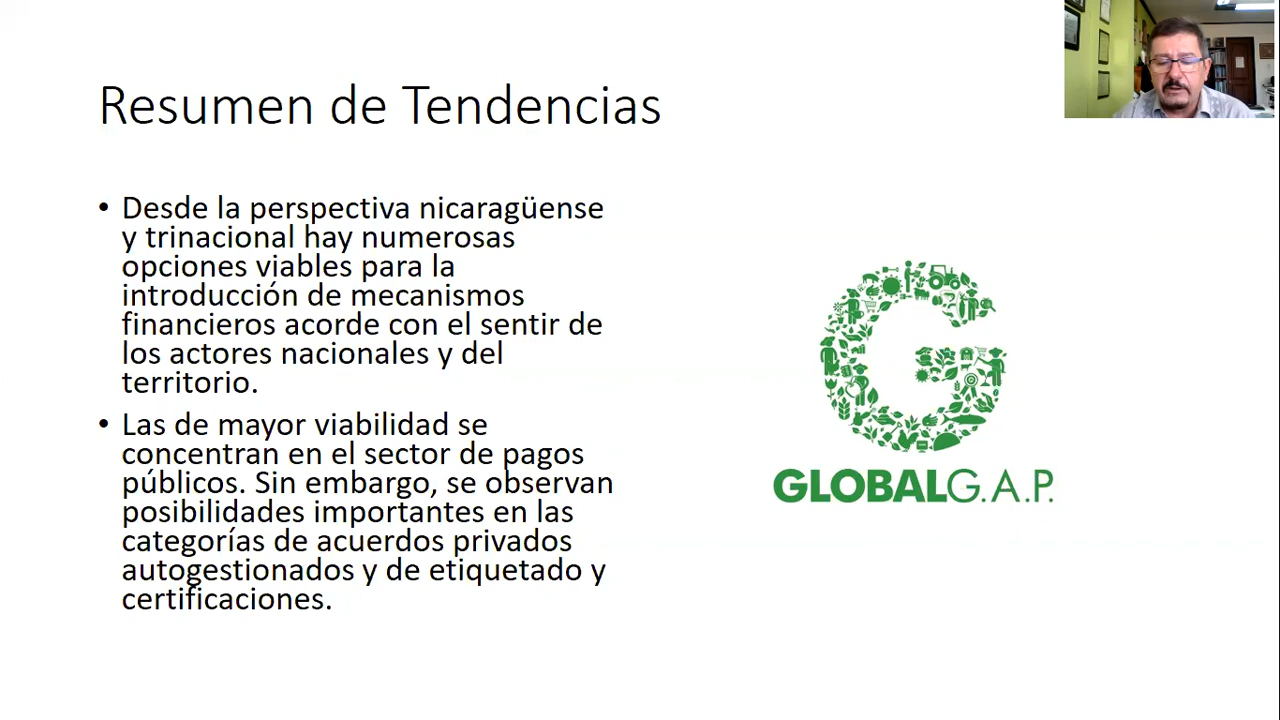 Resumen de Tendencias
• Desde la perspectiva nicaragüense
y trinacional hay numerosas
opciones viables para la
introducción de mecanismos
financieros acorde con el sentir de
los actores nacionales y del
territorio.
• Las de mayor viabilidad se
concentran en el sector de pagos
públicos. Sin embargo, se observan
posibilidades importantes en las
categorías de acuerdos privados
autogestionados y de etiquetado y
certificaciones.
GLOBALG.A.P.